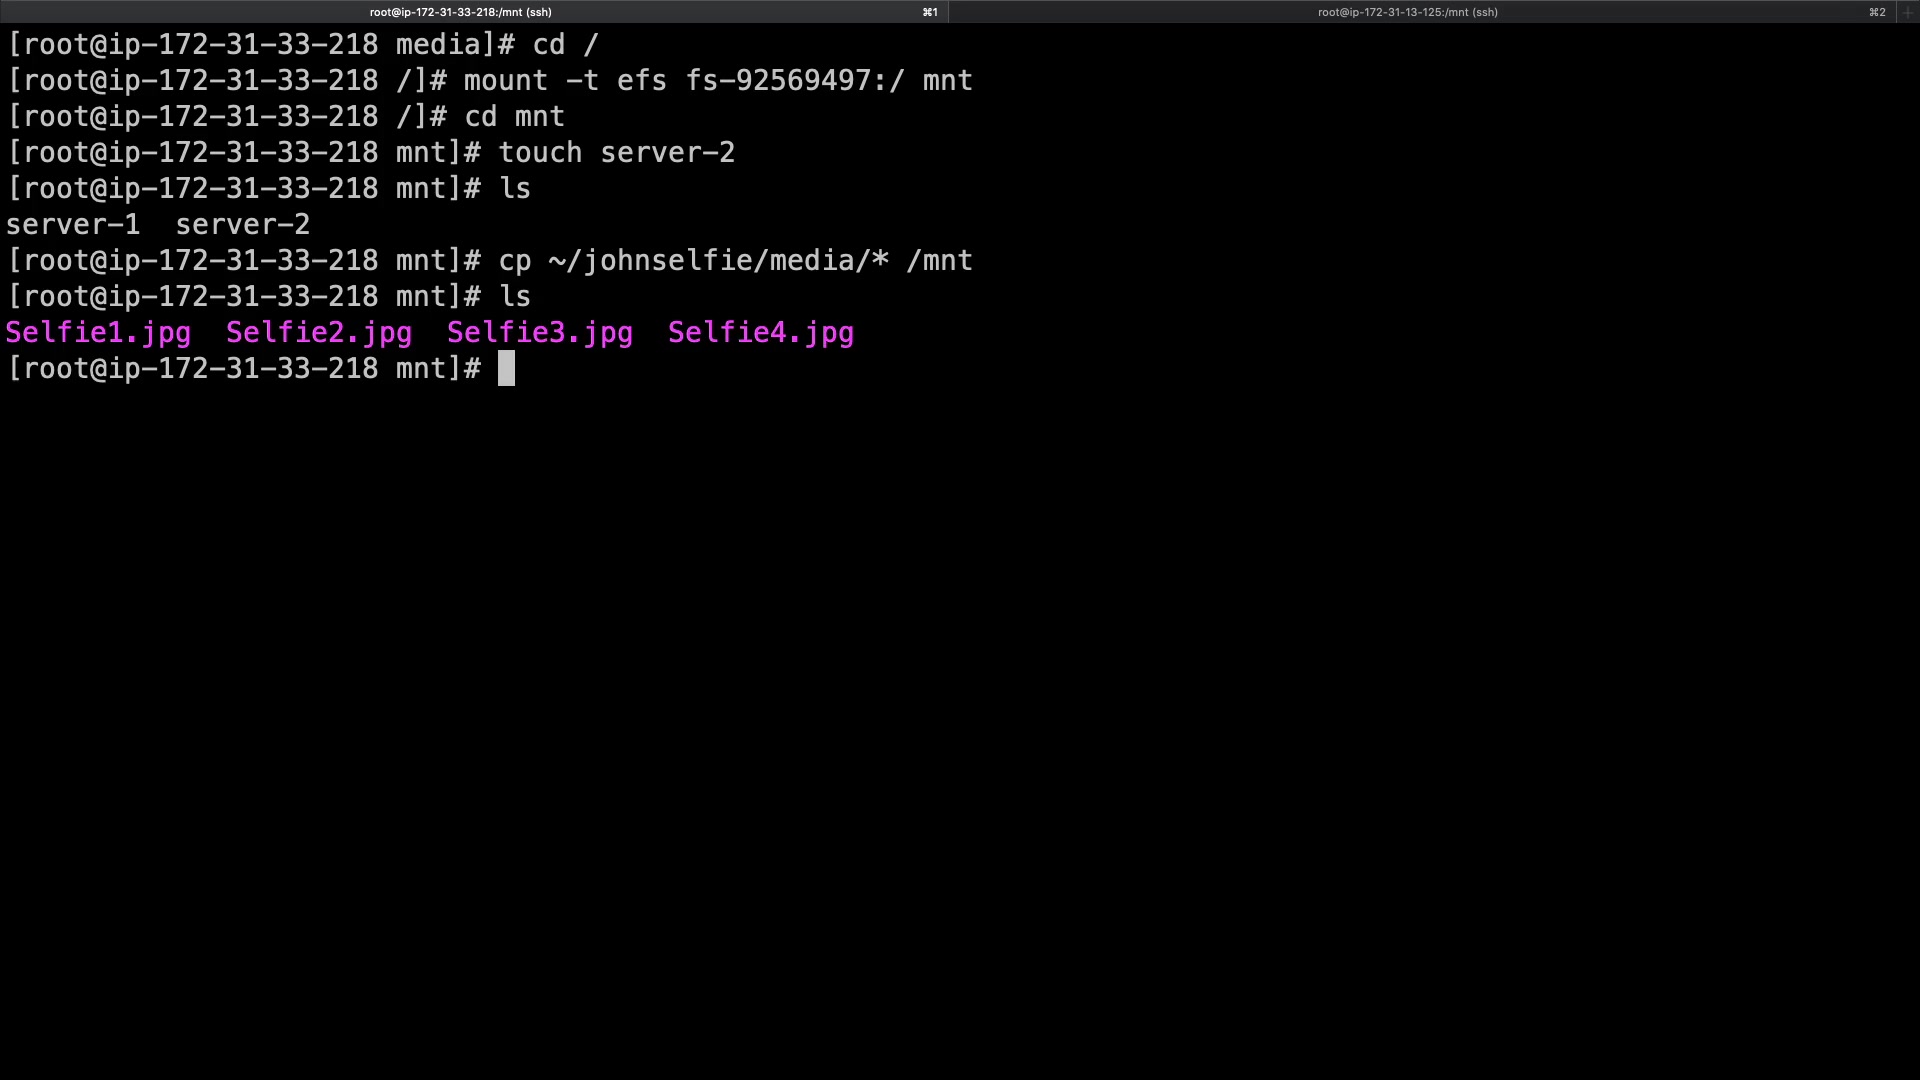 root@ip-172-31-33-218:/mnt (ssh) ⌘1 root@ip-172-31-13-125:/mnt (ssh) ⌘2 +
[root@ip-172-31-33-218 media]# cd /
[root@ip-172-31-33-218 /]# mount -t efs fs-92569497:/ mnt
[root@ip-172-31-33-218 /]# cd mnt
[root@ip-172-31-33-218 mnt]# touch server-2
[root@ip-172-31-33-218 mnt]# ls
server-1  server-2
[root@ip-172-31-33-218 mnt]# cp ~/johnselfie/media/* /mnt
[root@ip-172-31-33-218 mnt]# ls
Selfie1.jpg  Selfie2.jpg  Selfie3.jpg  Selfie4.jpg
[root@ip-172-31-33-218 mnt]#